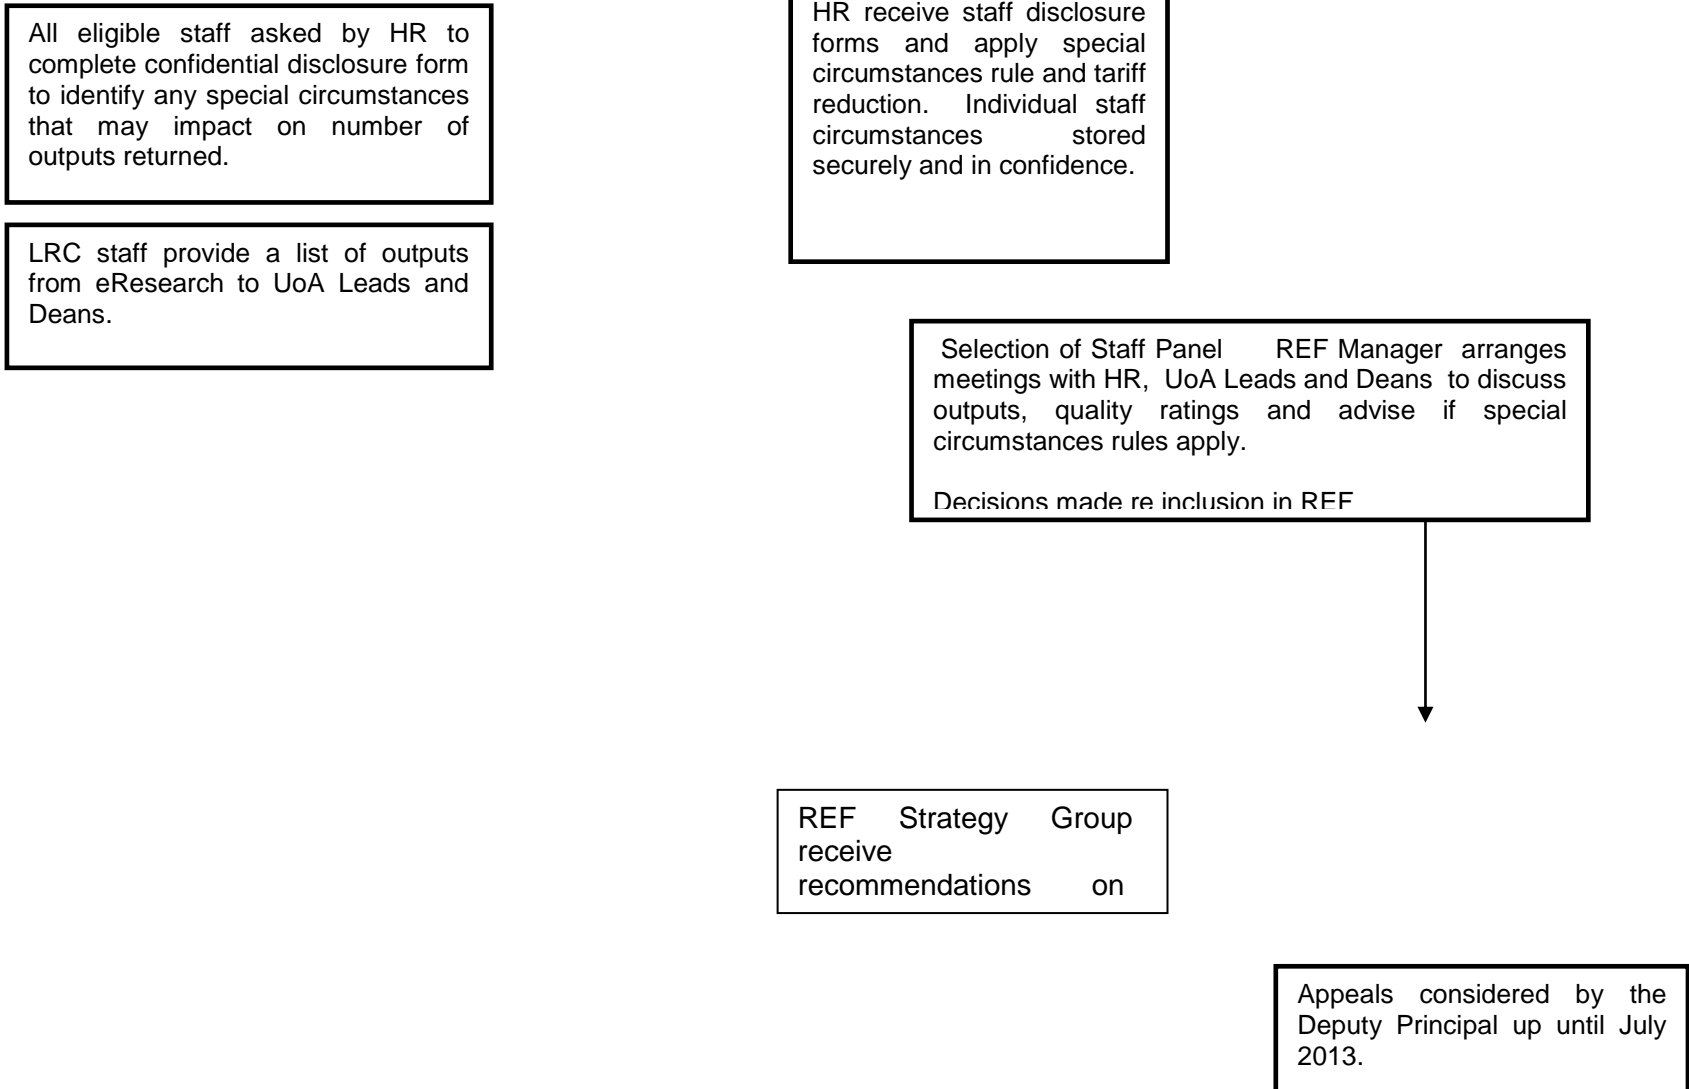 All eligible staff asked by HR to
complete confidential disclosure form
to identify any special circumstances
that may impact on number of
outputs returned.
HR receive staff disclosure
forms and apply special
circumstances rule and tariff
reduction. Individual staff
circumstances stored
securely and in confidence.
LRC staff provide a list of outputs
from eResearch to UoA Leads and
Deans.
Selection of Staff Panel REF Manager arranges
meetings with HR, UoA Leads and Deans to discuss
outputs, quality ratings and advise if special
circumstances rules apply.
Decisions made re inclusion in REF
REF Strategy Group
receive
recommendations on
Appeals considered by the
Deputy Principal up until July
2013.